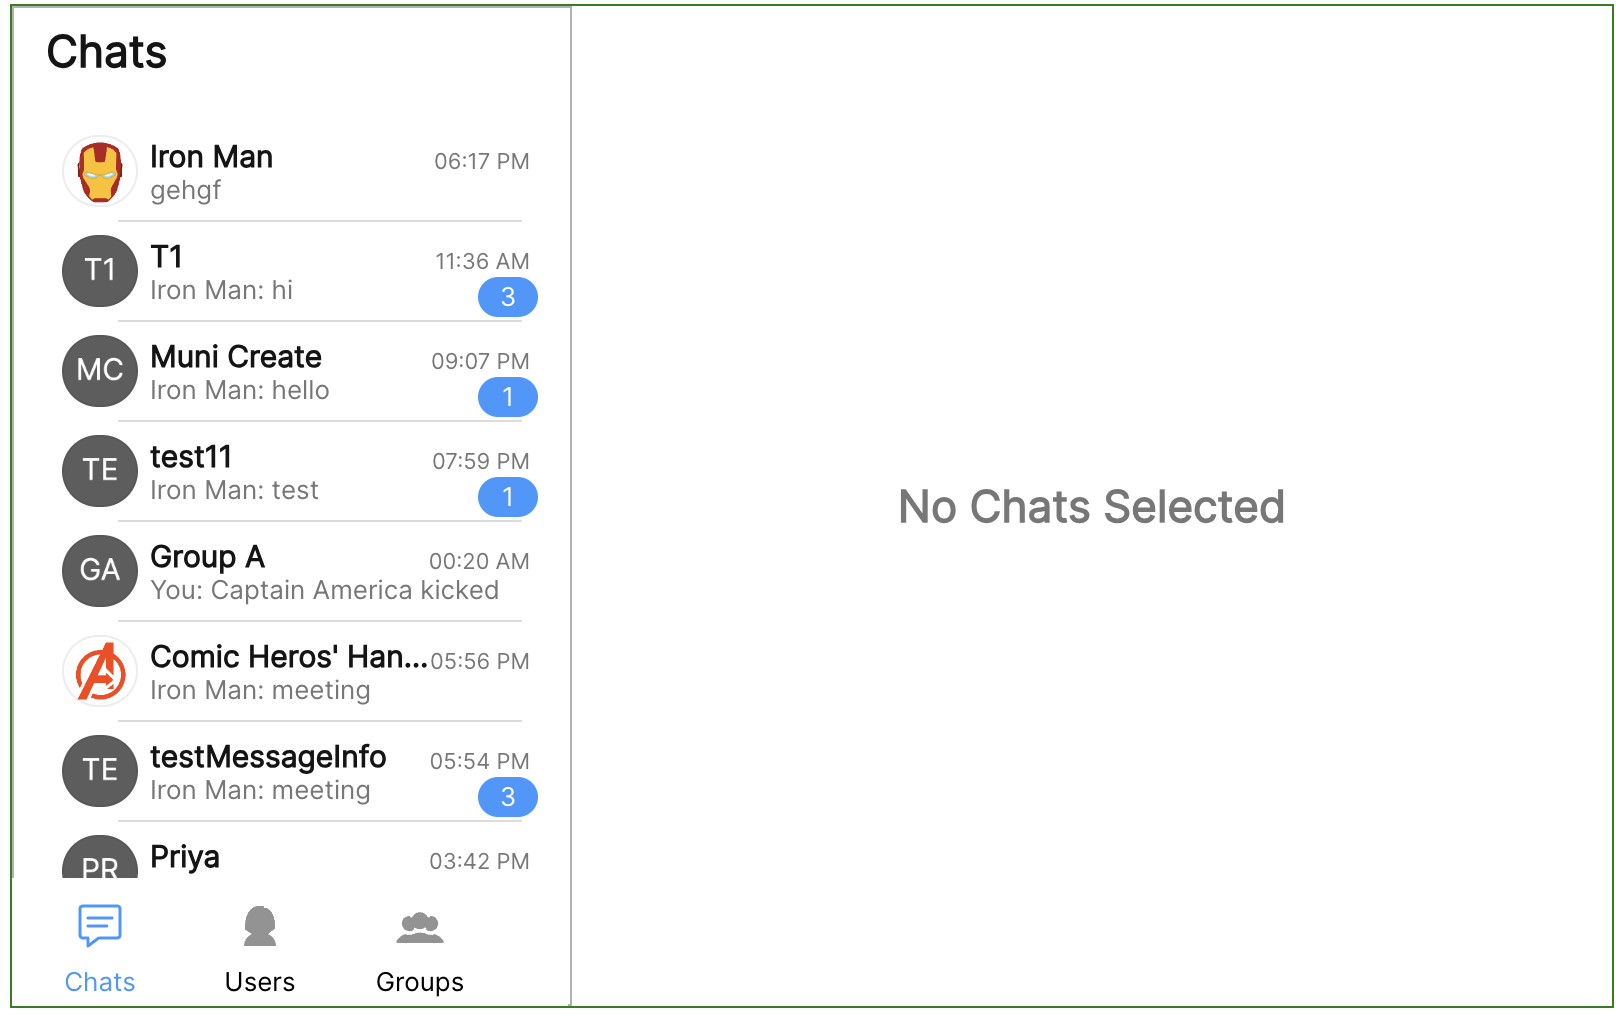 Chats
Iron Man
06:17 PM
gehgf
T1
T1
11:36 AM
Iron Man: hi
3
MC
Muni Create
09:07 PM
Iron Man: hello
1
TE
test11
07:59 PM
Iron Man: test
1
GA
Group A
00:20 AM
You: Captain America kicked
Comic Heros' Han...
05:56 PM
Iron Man: meeting
TE
testMessageInfo
05:54 PM
Iron Man: meeting
3
PR
Priya
03:42 PM
Chats
Users
Groups
No Chats Selected